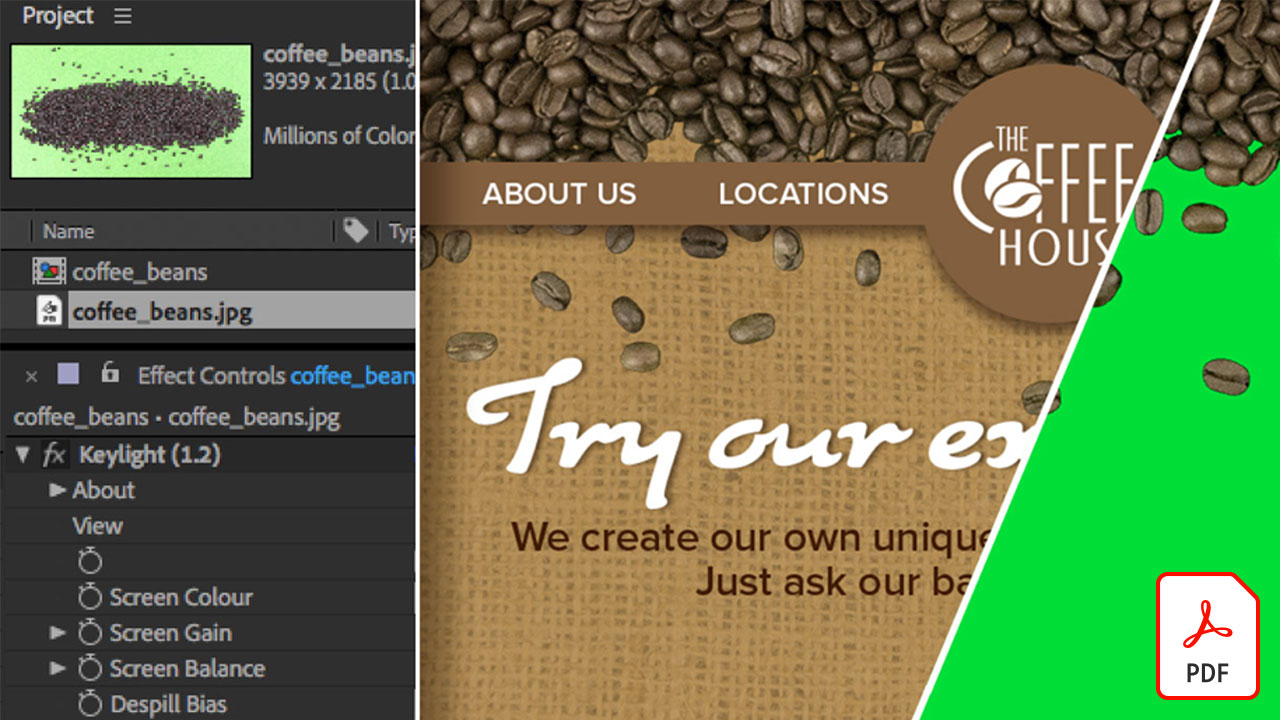 Project
coffee_beans.j
3939 x 2185 (1.0
Millions of Color
Name
Typ
coffee_beans
coffee_beans.jpg
Effect Controls coffee_bean
coffee_beans • coffee_beans.jpg
fx Keylight (1.2)
About
View
Screen Colour
Screen Gain
Screen Balance
Despill Bias
ABOUT US
LOCATIONS
THE
COFFEE
HOUS
Try our ex
We create our own unique
Just ask our ba
PDF